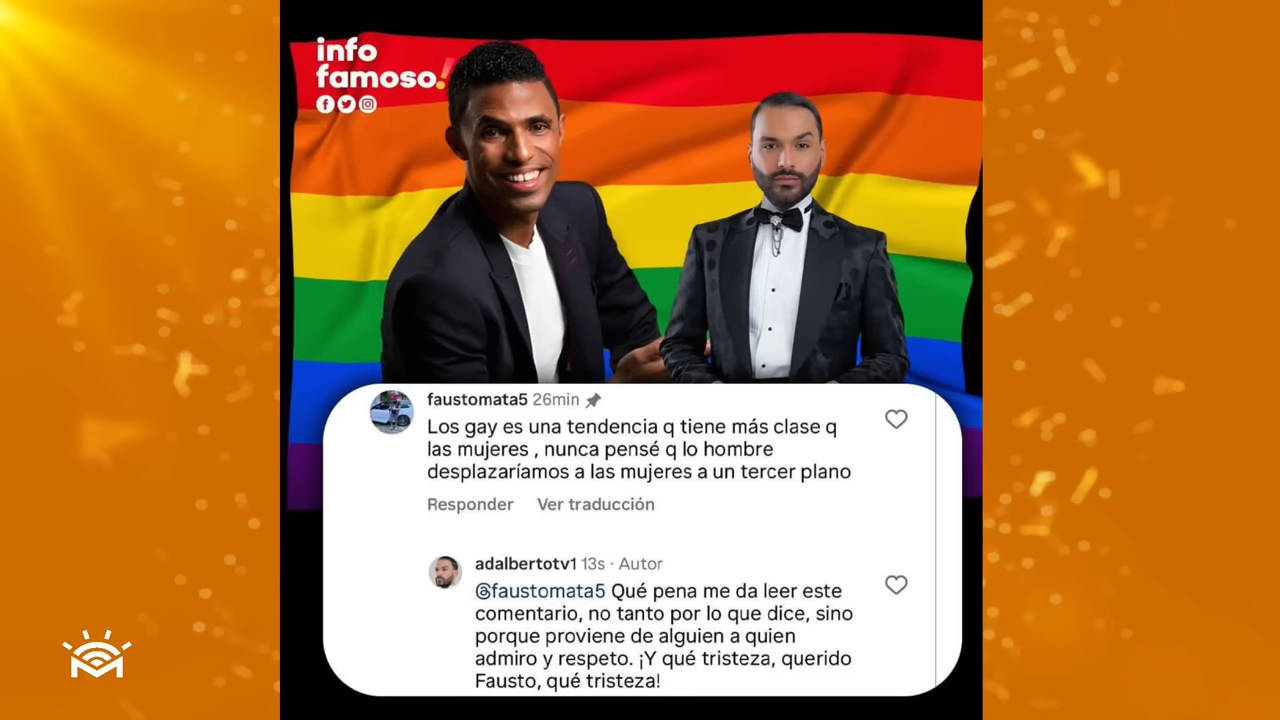 info
famoso!
faustomata5 26min
Los gay es una tendencia q tiene más clase q
las mujeres , nunca pensé q lo hombre
desplazaríamos a las mujeres a un tercer plano
Responder Ver traducción
adalbertotv1 13s · Autor
@faustomata5 Qué pena me da leer este
comentario, no tanto por lo que dice, sino
porque proviene de alguien a quien
admiro y respeto. ¡Y qué tristeza, querido
Fausto, qué tristeza!